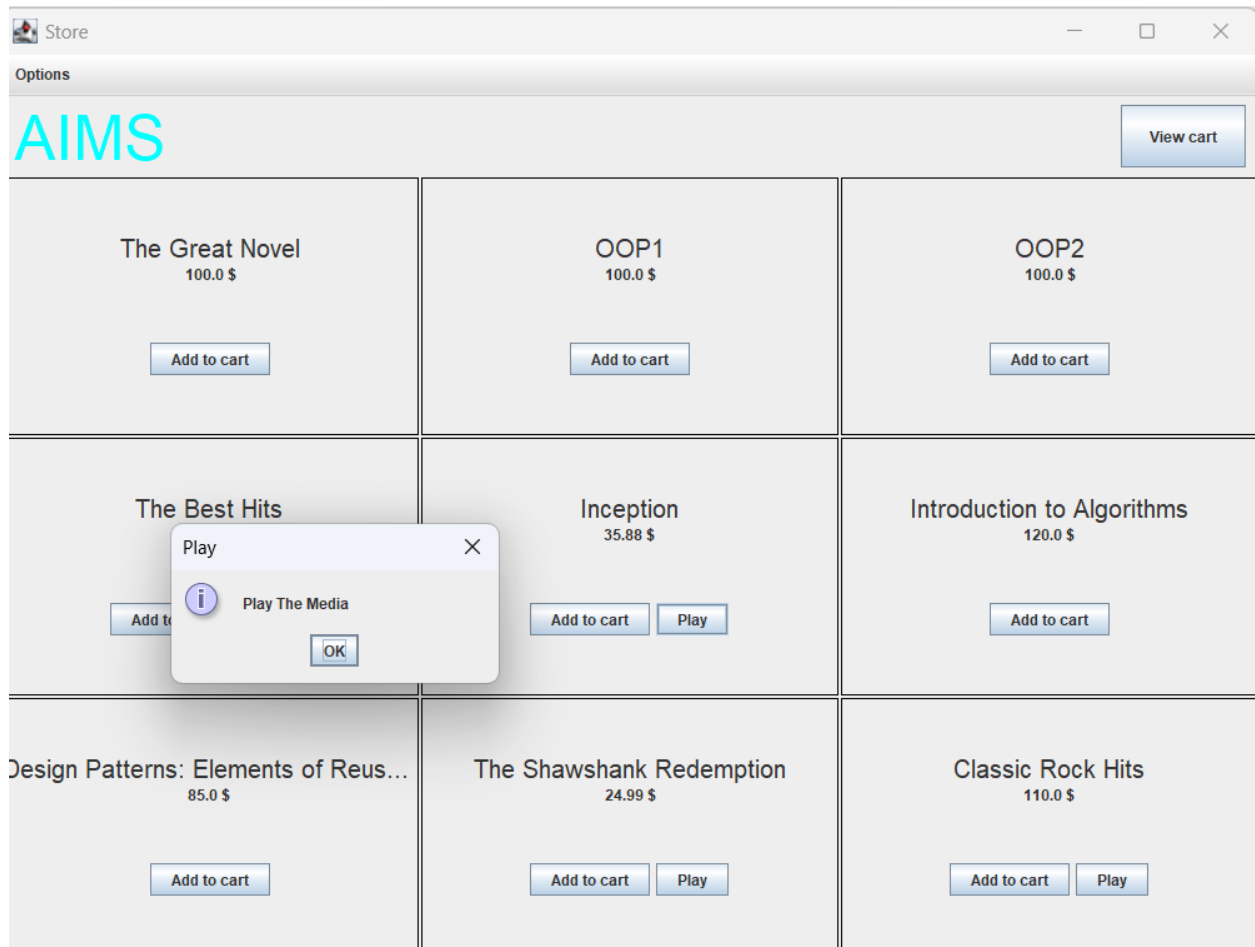 Store
Options
AIMS
View cart
The Great Novel
100.0 $
Add to cart
OOP1
100.0 $
Add to cart
OOP2
100.0 $
Add to cart
The Best Hits
Add
Play
Play The Media
OK
Inception
35.88 $
Add to cart Play
Introduction to Algorithms
120.0 $
Add to cart
Design Patterns: Elements of Reus...
85.0 $
Add to cart
The Shawshank Redemption
24.99 $
Add to cart Play
Classic Rock Hits
110.0 $
Add to cart Play